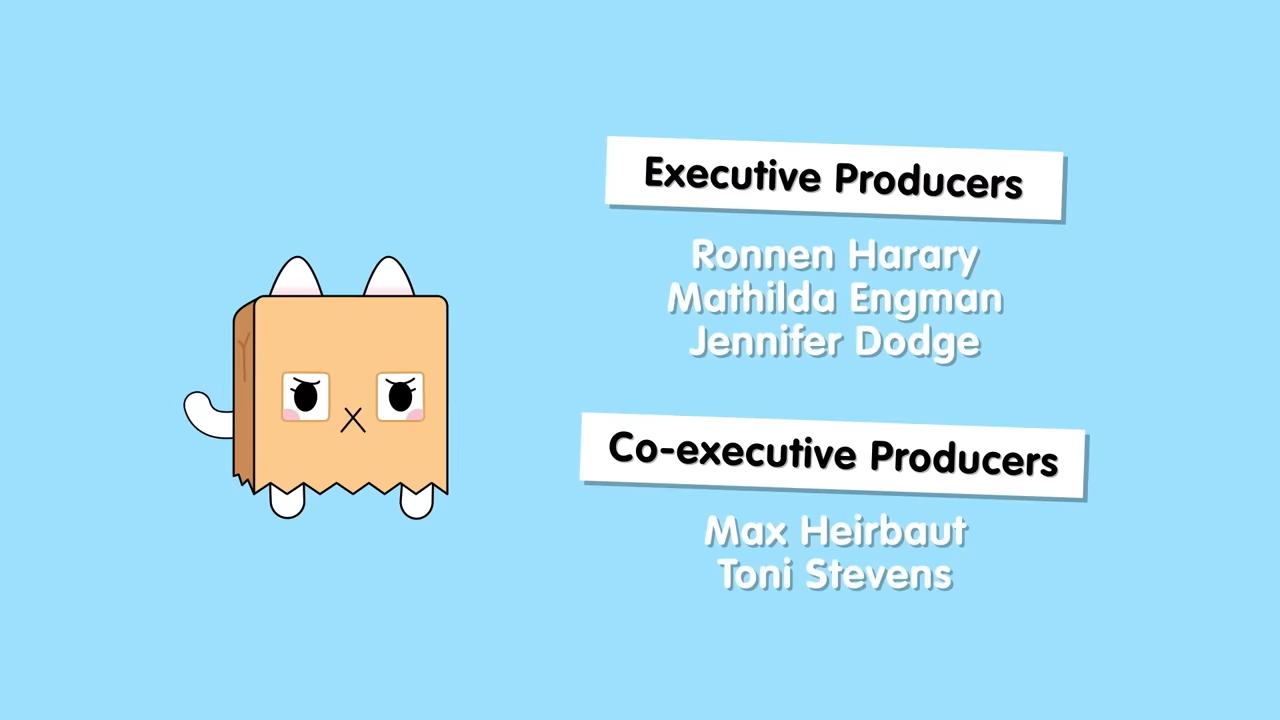 Executive Producers
Ronnen Harary
Mathilda Engman
Jennifer Dodge
Co-executive Producers
Max Heirbaut
Toni Stevens